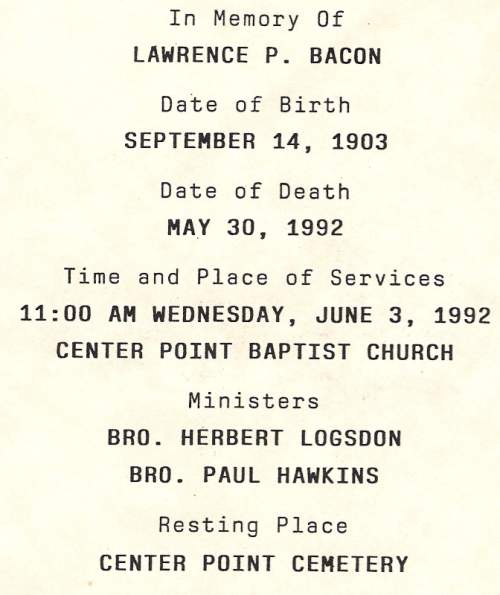 In Memory Of
LAWRENCE P. BACON
Date of Birth
SEPTEMBER 14, 1903
Date of Death
MAY 30, 1992
Time and Place of Services
11:00 AM WEDNESDAY, JUNE 3, 1992
CENTER POINT BAPTIST CHURCH
Ministers
BRO. HERBERT LOGSDON
BRO. PAUL HAWKINS
Resting Place
CENTER POINT CEMETERY